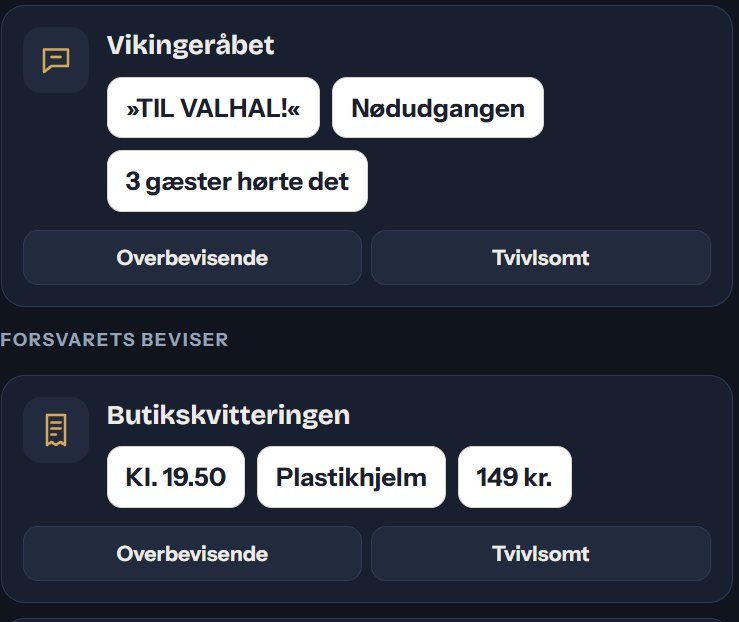 Vikingeråbet
»TIL VALHAL!« Nødudgangen
3 gæster hørte det
Overbevisende Tvivlsomt
FORSVARETS BEVISER
Butikskvitteringen
Kl. 19.50 Plastikhjelm 149 kr.
Overbevisende Tvivlsomt